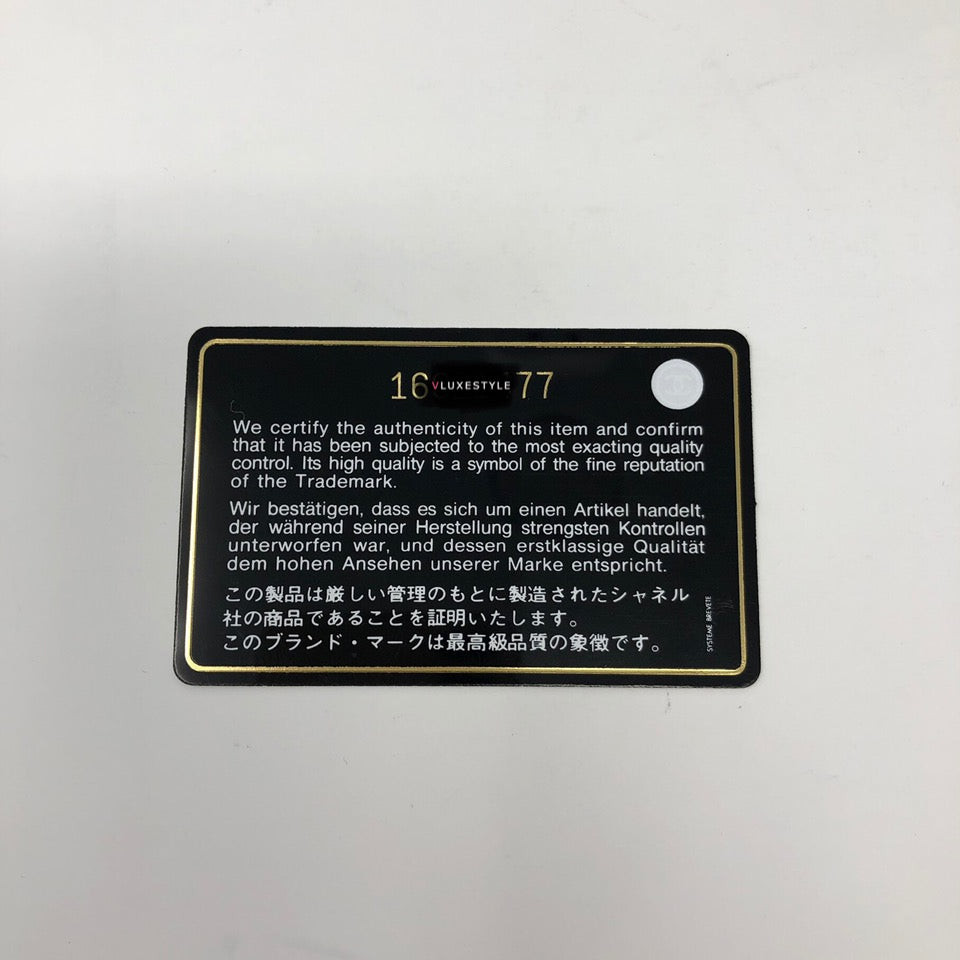 16 VLUXESTYLE 77
We certify the authenticity of this item and confirm
that it has been subjected to the most exacting quality
control. Its high quality is a symbol of the fine reputation
of the Trademark.
Wir bestätigen, dass es sich um einen Artikel handelt,
der während seiner Herstellung strengsten Kontrollen
unterworfen war, und dessen erstklassige Qualität
dem hohen Ansehen unserer Marke entspricht.
この製品は厳しい管理のもとに製造されたシャネル
社の商品であることを証明いたします。
このブランド・マークは最高級品質の象徴です。
SYSTEME BREVETE